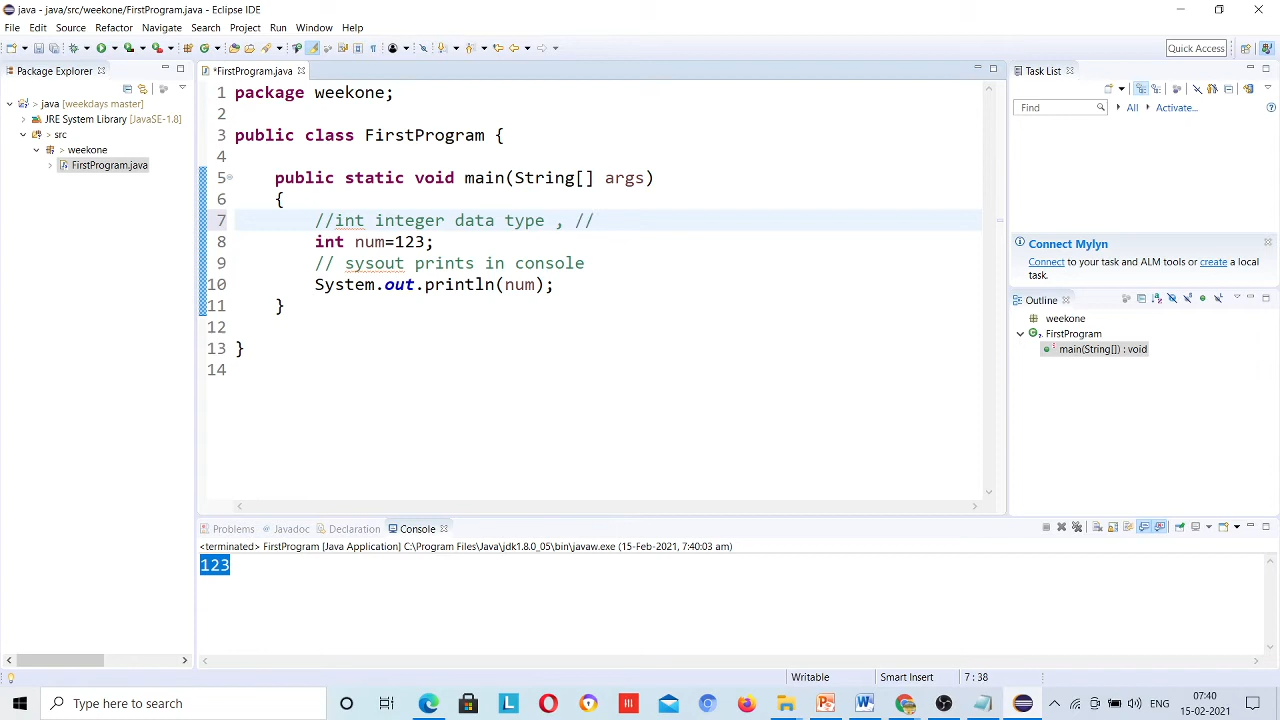 java - java/src/weekone/FirstProgram.java - Eclipse IDE
File Edit Source Refactor Navigate Search Project Run Window Help
Quick Access
Package Explorer
*FirstProgram.java
Task List
> java [weekdays master]
JRE System Library [JavaSE-1.8]
> src
> weekone
> FirstProgram.java
1 package weekone;
2
3 public class FirstProgram {
4
5 public static void main(String[] args)
6 {
7 //int integer data type , //
8 int num=123;
9 // sysout prints in console
10 System.out.println(num);
11 }
12
13 }
14
Find All Activate...
Connect Mylyn
Connect to your task and ALM tools or create a local
task.
Outline
weekone
FirstProgram
main(String[]) : void
Problems Javadoc Declaration Console
<terminated> FirstProgram [Java Application] C:\Program Files\Java\jdk1.8.0_05\bin\javaw.exe (15-Feb-2021, 7:40:03 am)
123
Writable Smart Insert 7 : 38
Type here to search
ENG
07:40
15-02-2021